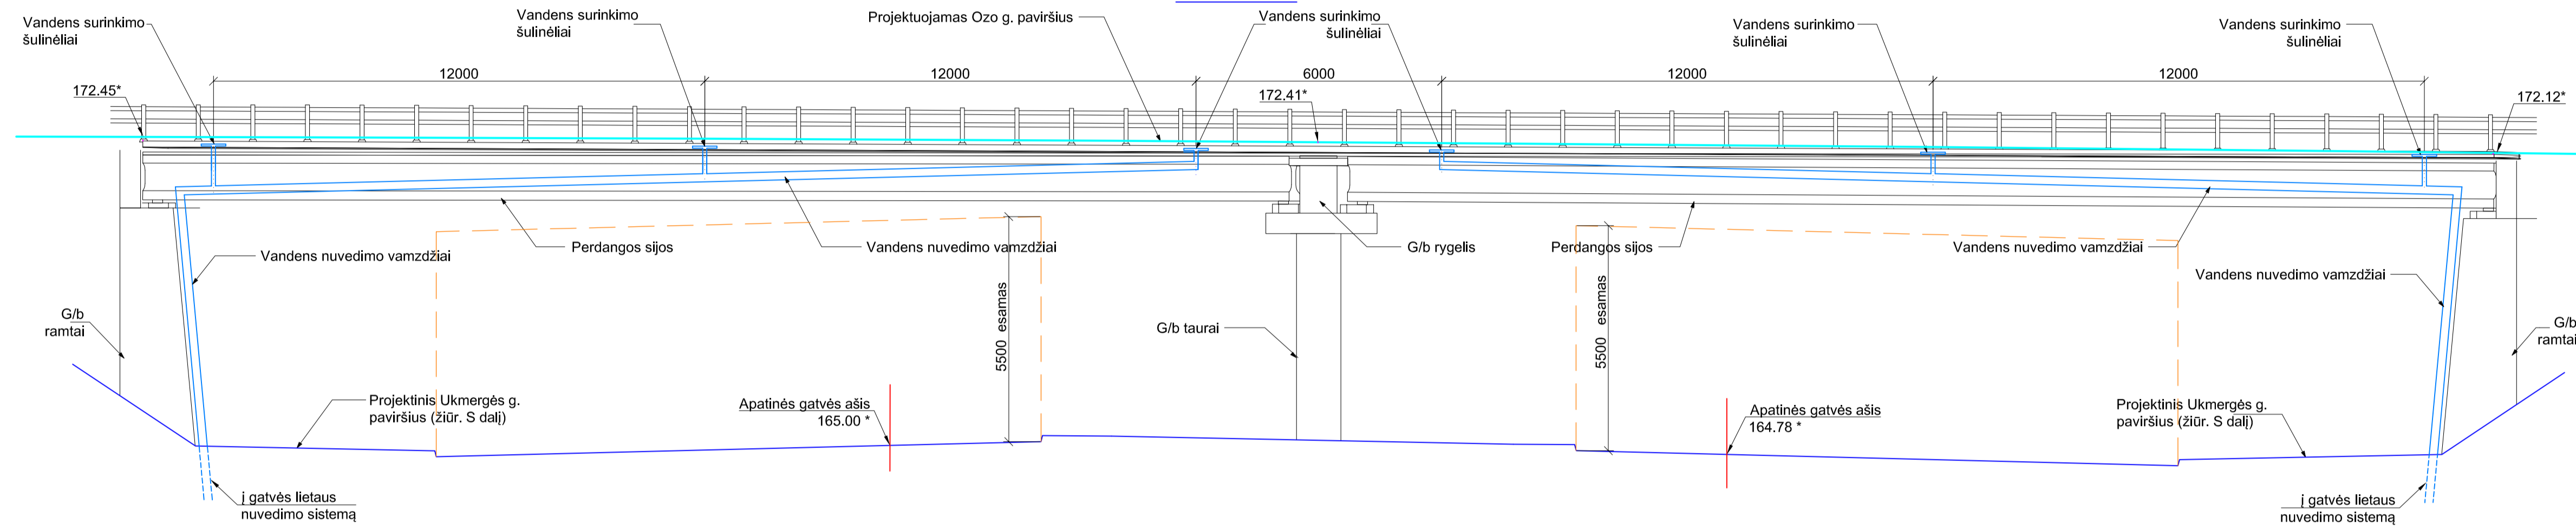 Vandens surinkimo
šulinėliai
Vandens surinkimo
šulinėliai
Projektuojamas Ozo g. paviršius
Vandens surinkimo
šulinėliai
Vandens surinkimo
šulinėliai
Vandens surinkimo
šulinėliai
12000
12000
6000
12000
12000
172.45*
172.41*
172.12*
Vandens nuvedimo vamzdžiai
Perdangos sijos
Vandens nuvedimo vamzdžiai
G/b rygelis
Perdangos sijos
Vandens nuvedimo vamzdžiai
Vandens nuvedimo vamzdžiai
G/b
ramtai
5500 esamas
G/b taurai
5500 esamas
G/b
ramtai
Projektinis Ukmergės g.
paviršius (žiūr. S dalį)
Apatinės gatvės ašis
165.00 *
Apatinės gatvės ašis
164.78 *
Projektinis Ukmergės g.
paviršius (žiūr. S dalį)
į gatvės lietaus
nuvedimo sistemą
į gatvės lietaus
nuvedimo sistemą